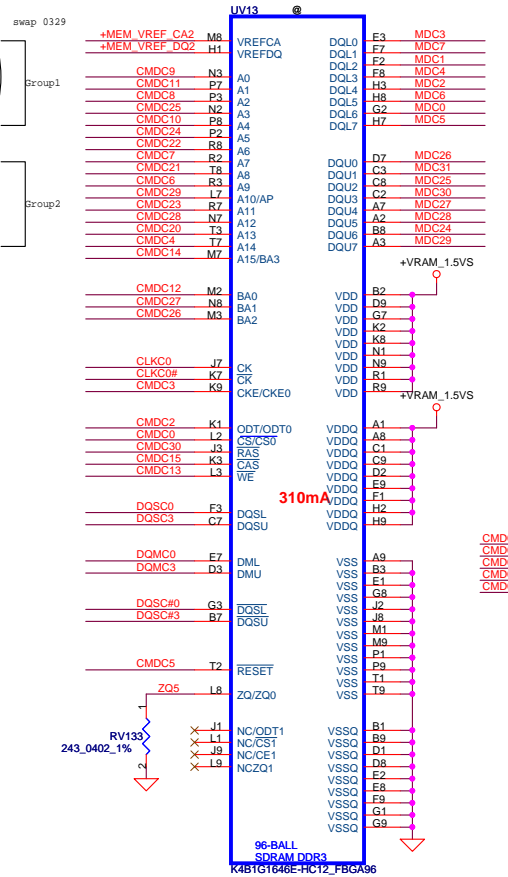 swap 0329
Group1
Group2
UV13 @
+MEM_VREF_CA2 M8 VREFCA
+MEM_VREF_DQ2 H1 VREFDQ
CMDC9 N3 A0
CMDC11 P7 A1
CMDC8 P3 A2
CMDC25 N2 A3
CMDC10 P8 A4
CMDC24 P2 A5
CMDC22 R8 A6
CMDC7 R2 A7
CMDC21 T8 A8
CMDC6 R3 A9
CMDC29 L7 A10/AP
CMDC23 R7 A11
CMDC28 N7 A12
CMDC20 T3 A13
CMDC4 T7 A14
CMDC14 M7 A15/BA3
CMDC12 M2 BA0
CMDC27 N8 BA1
CMDC26 M3 BA2
CLKC0 J7 CK
CLKC0# K7 CK
CMDC3 K9 CKE/CKE0
CMDC2 K1 ODT/ODT0
CMDC0 L2 CS/CS0
CMDC30 J3 RAS
CMDC15 K3 CAS
CMDC13 L3 WE
DQSC0 F3 DQSL
DQSC3 C7 DQSU
DQMC0 E7 DML
DQMC3 D3 DMU
DQSC#0 G3 DQSL
DQSC#3 B7 DQSU
CMDC5 T2 RESET
ZQ5 L8 ZQ/ZQ0
J1 NC/ODT1
L1 NC/CS1
J9 NC/CE1
L9 NCZQ1
1
RV133
243_0402_1%
2
DQL0 E3 MDC3
DQL1 F7 MDC7
DQL2 F2 MDC1
DQL3 F8 MDC4
DQL4 H3 MDC2
DQL5 H8 MDC6
DQL6 G2 MDC0
DQL7 H7 MDC5
DQU0 D7 MDC26
DQU1 C3 MDC31
DQU2 C8 MDC25
DQU3 C2 MDC30
DQU4 A7 MDC27
DQU5 A2 MDC28
DQU6 B8 MDC24
DQU7 A3 MDC29
+VRAM_1.5VS
VDD B2
VDD D9
VDD G7
VDD K2
VDD K8
VDD N1
VDD N9
VDD R1
VDD R9
+VRAM_1.5VS
VDDQ A1
VDDQ A8
VDDQ C1
VDDQ C9
VDDQ D2
VDDQ E9
VDDQ F1
VDDQ H2
VDDQ H9
310mA
VSS A9
VSS B3
VSS E1
VSS G8
VSS J2
VSS J8
VSS M1
VSS M9
VSS P1
VSS P9
VSS T1
VSS T9
VSSQ B1
VSSQ B9
VSSQ D1
VSSQ D8
VSSQ E2
VSSQ E8
VSSQ F9
VSSQ G1
VSSQ G9
96-BALL
SDRAM DDR3
K4B1G1646E-HC12_FBGA96